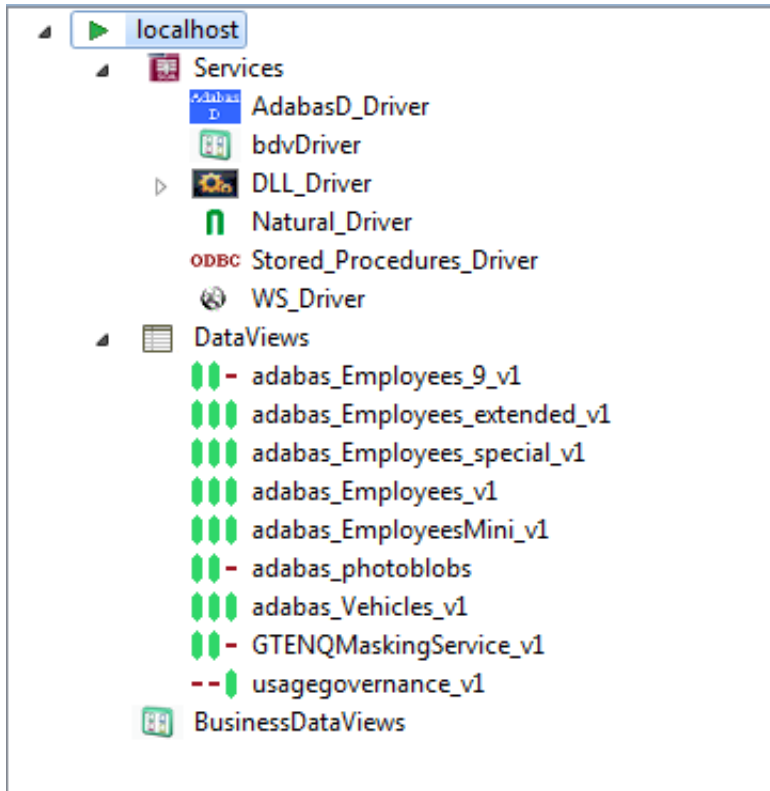 localhost
Services
Adabas
D
AdabasD_Driver
bdvDriver
DLL_Driver
Natural_Driver
ODBC Stored_Procedures_Driver
WS_Driver
DataViews
adabas_Employees_9_v1
adabas_Employees_extended_v1
adabas_Employees_special_v1
adabas_Employees_v1
adabas_EmployeesMini_v1
adabas_photoblobs
adabas_Vehicles_v1
GTENQMaskingService_v1
usagegovernance_v1
BusinessDataViews